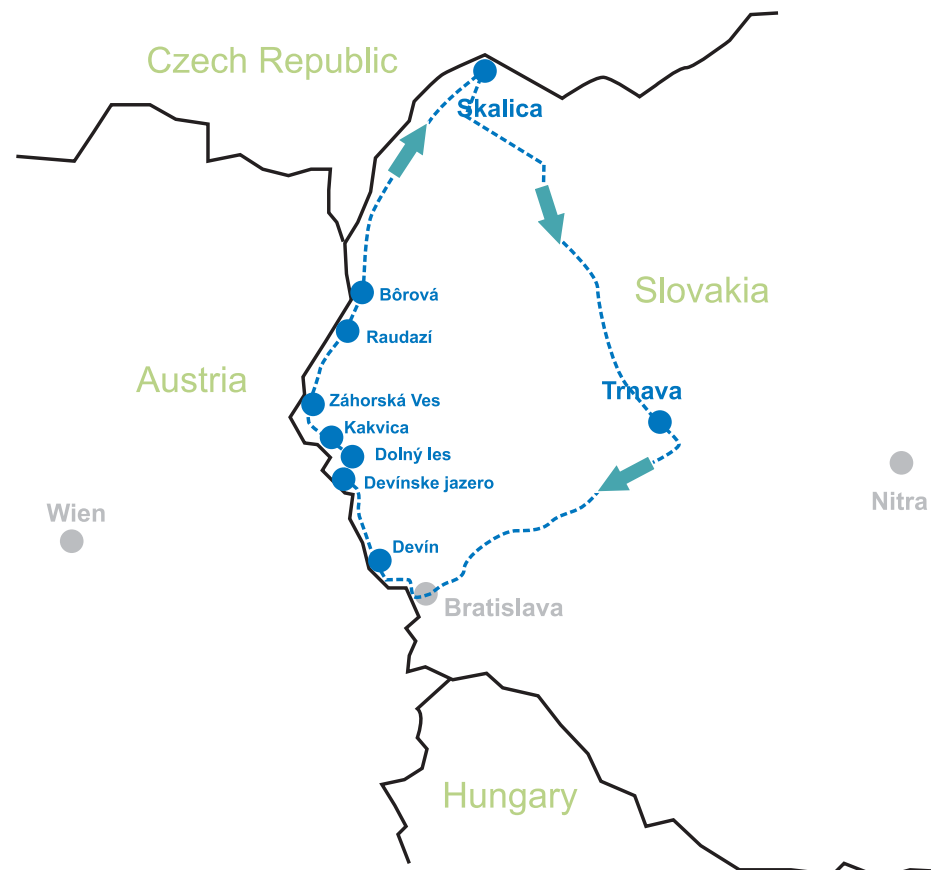 Czech Republic
Skalica
Slovakia
Bôrová
Raudazí
Austria
Trnava
Záhorská Ves
Kakvica
Dolný les
Devínske jazero
Nitra
Wien
Devín
Bratislava
Hungary